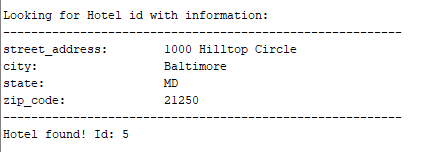 Looking for Hotel id with information:
---------------------------------------------------------
street_address: 1000 Hilltop Circle
city: Baltimore
state: MD
zip_code: 21250
---------------------------------------------------------
Hotel found! Id: 5